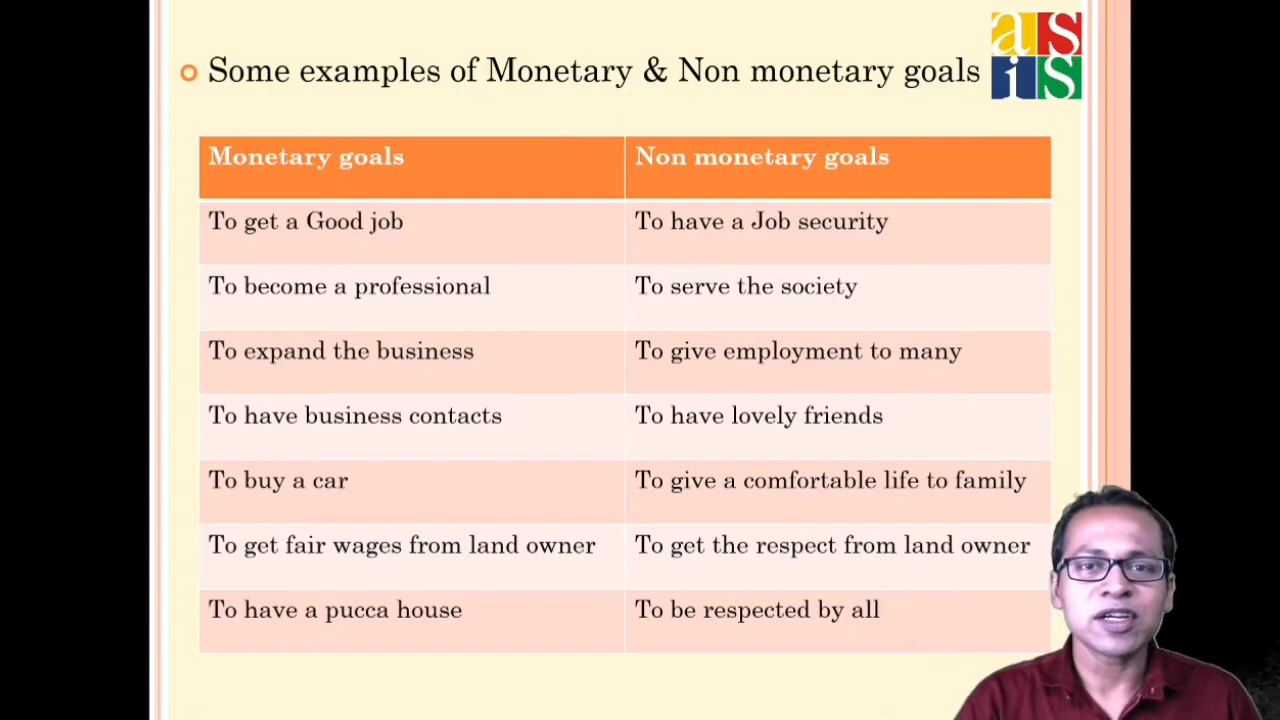 Some examples of Monetary & Non monetary goals
as
is
Monetary goals Non monetary goals
To get a Good job To have a Job security
To become a professional To serve the society
To expand the business To give employment to many
To have business contacts To have lovely friends
To buy a car To give a comfortable life to family
To get fair wages from land owner To get the respect from land owner
To have a pucca house To be respected by all